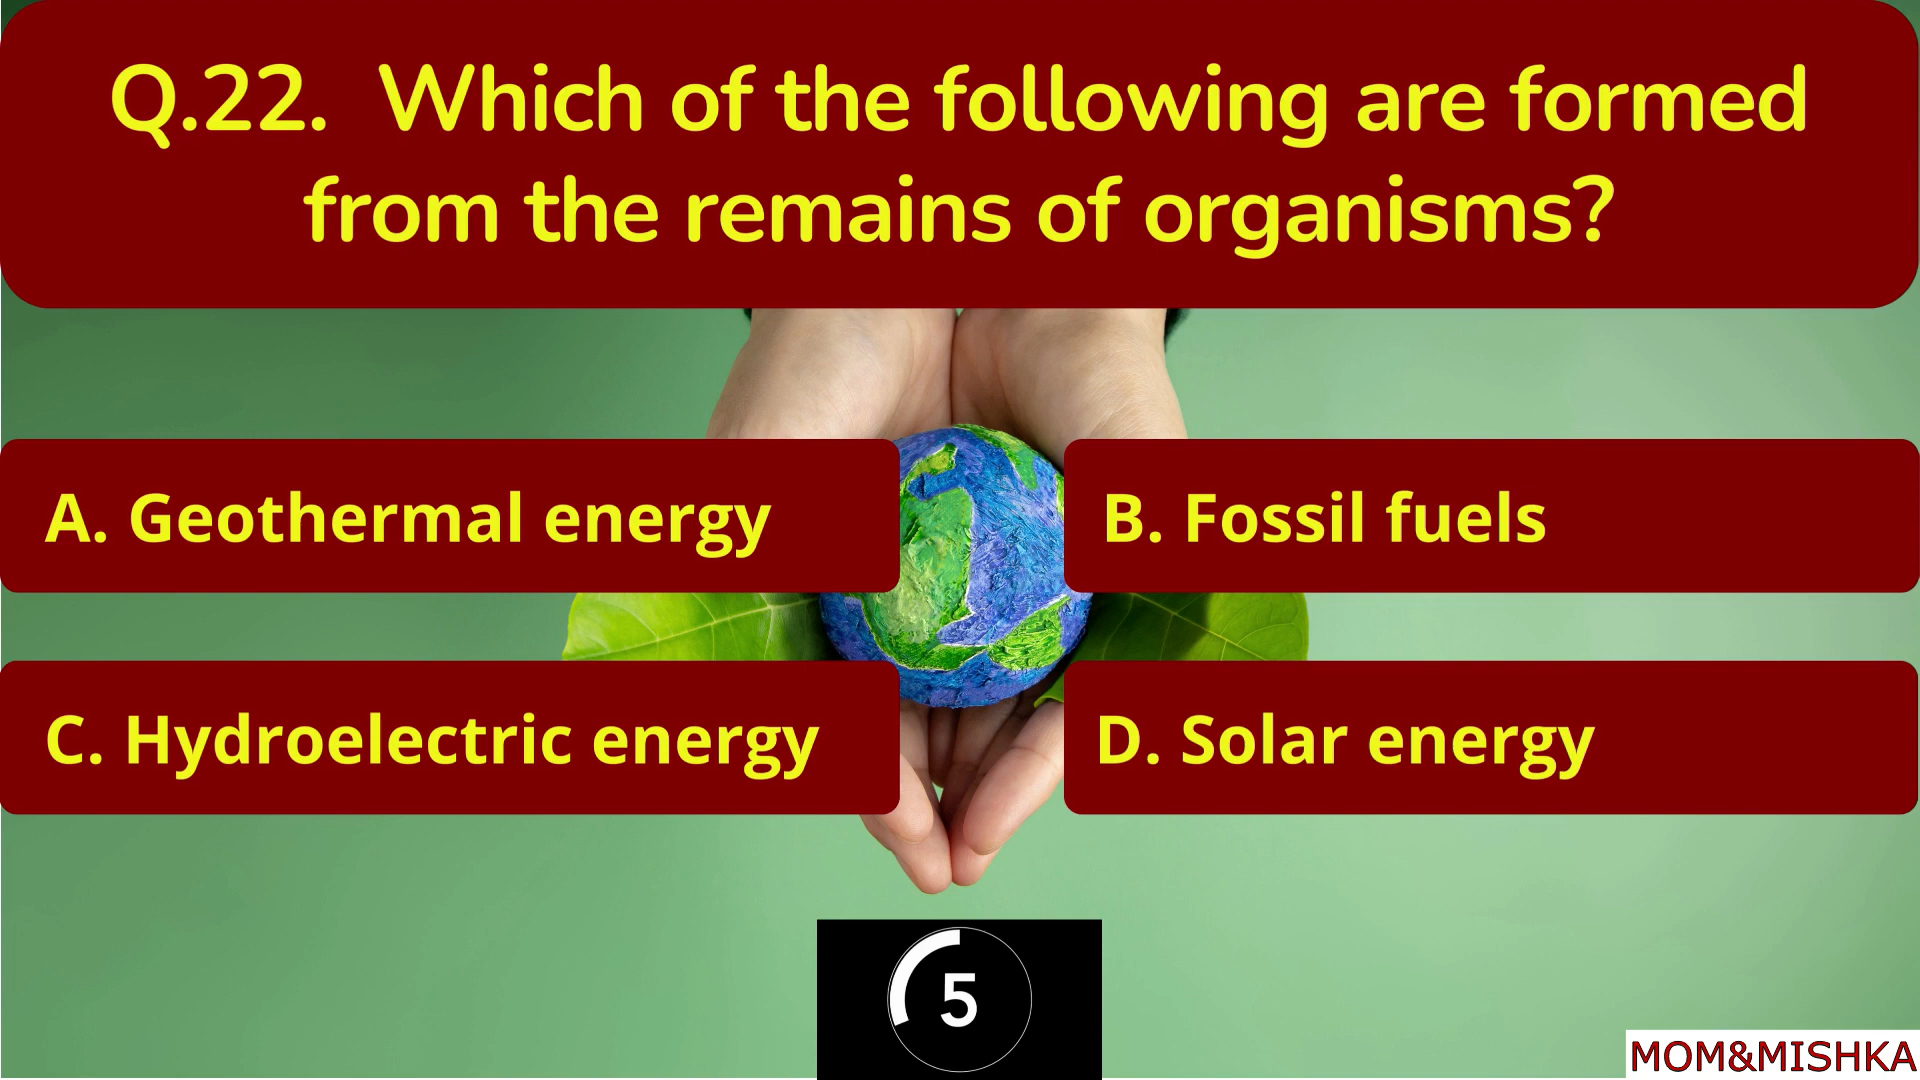 Q.22. Which of the following are formed
from the remains of organisms?
A. Geothermal energy
B. Fossil fuels
C. Hydroelectric energy
D. Solar energy
5
MOM&MISHKA